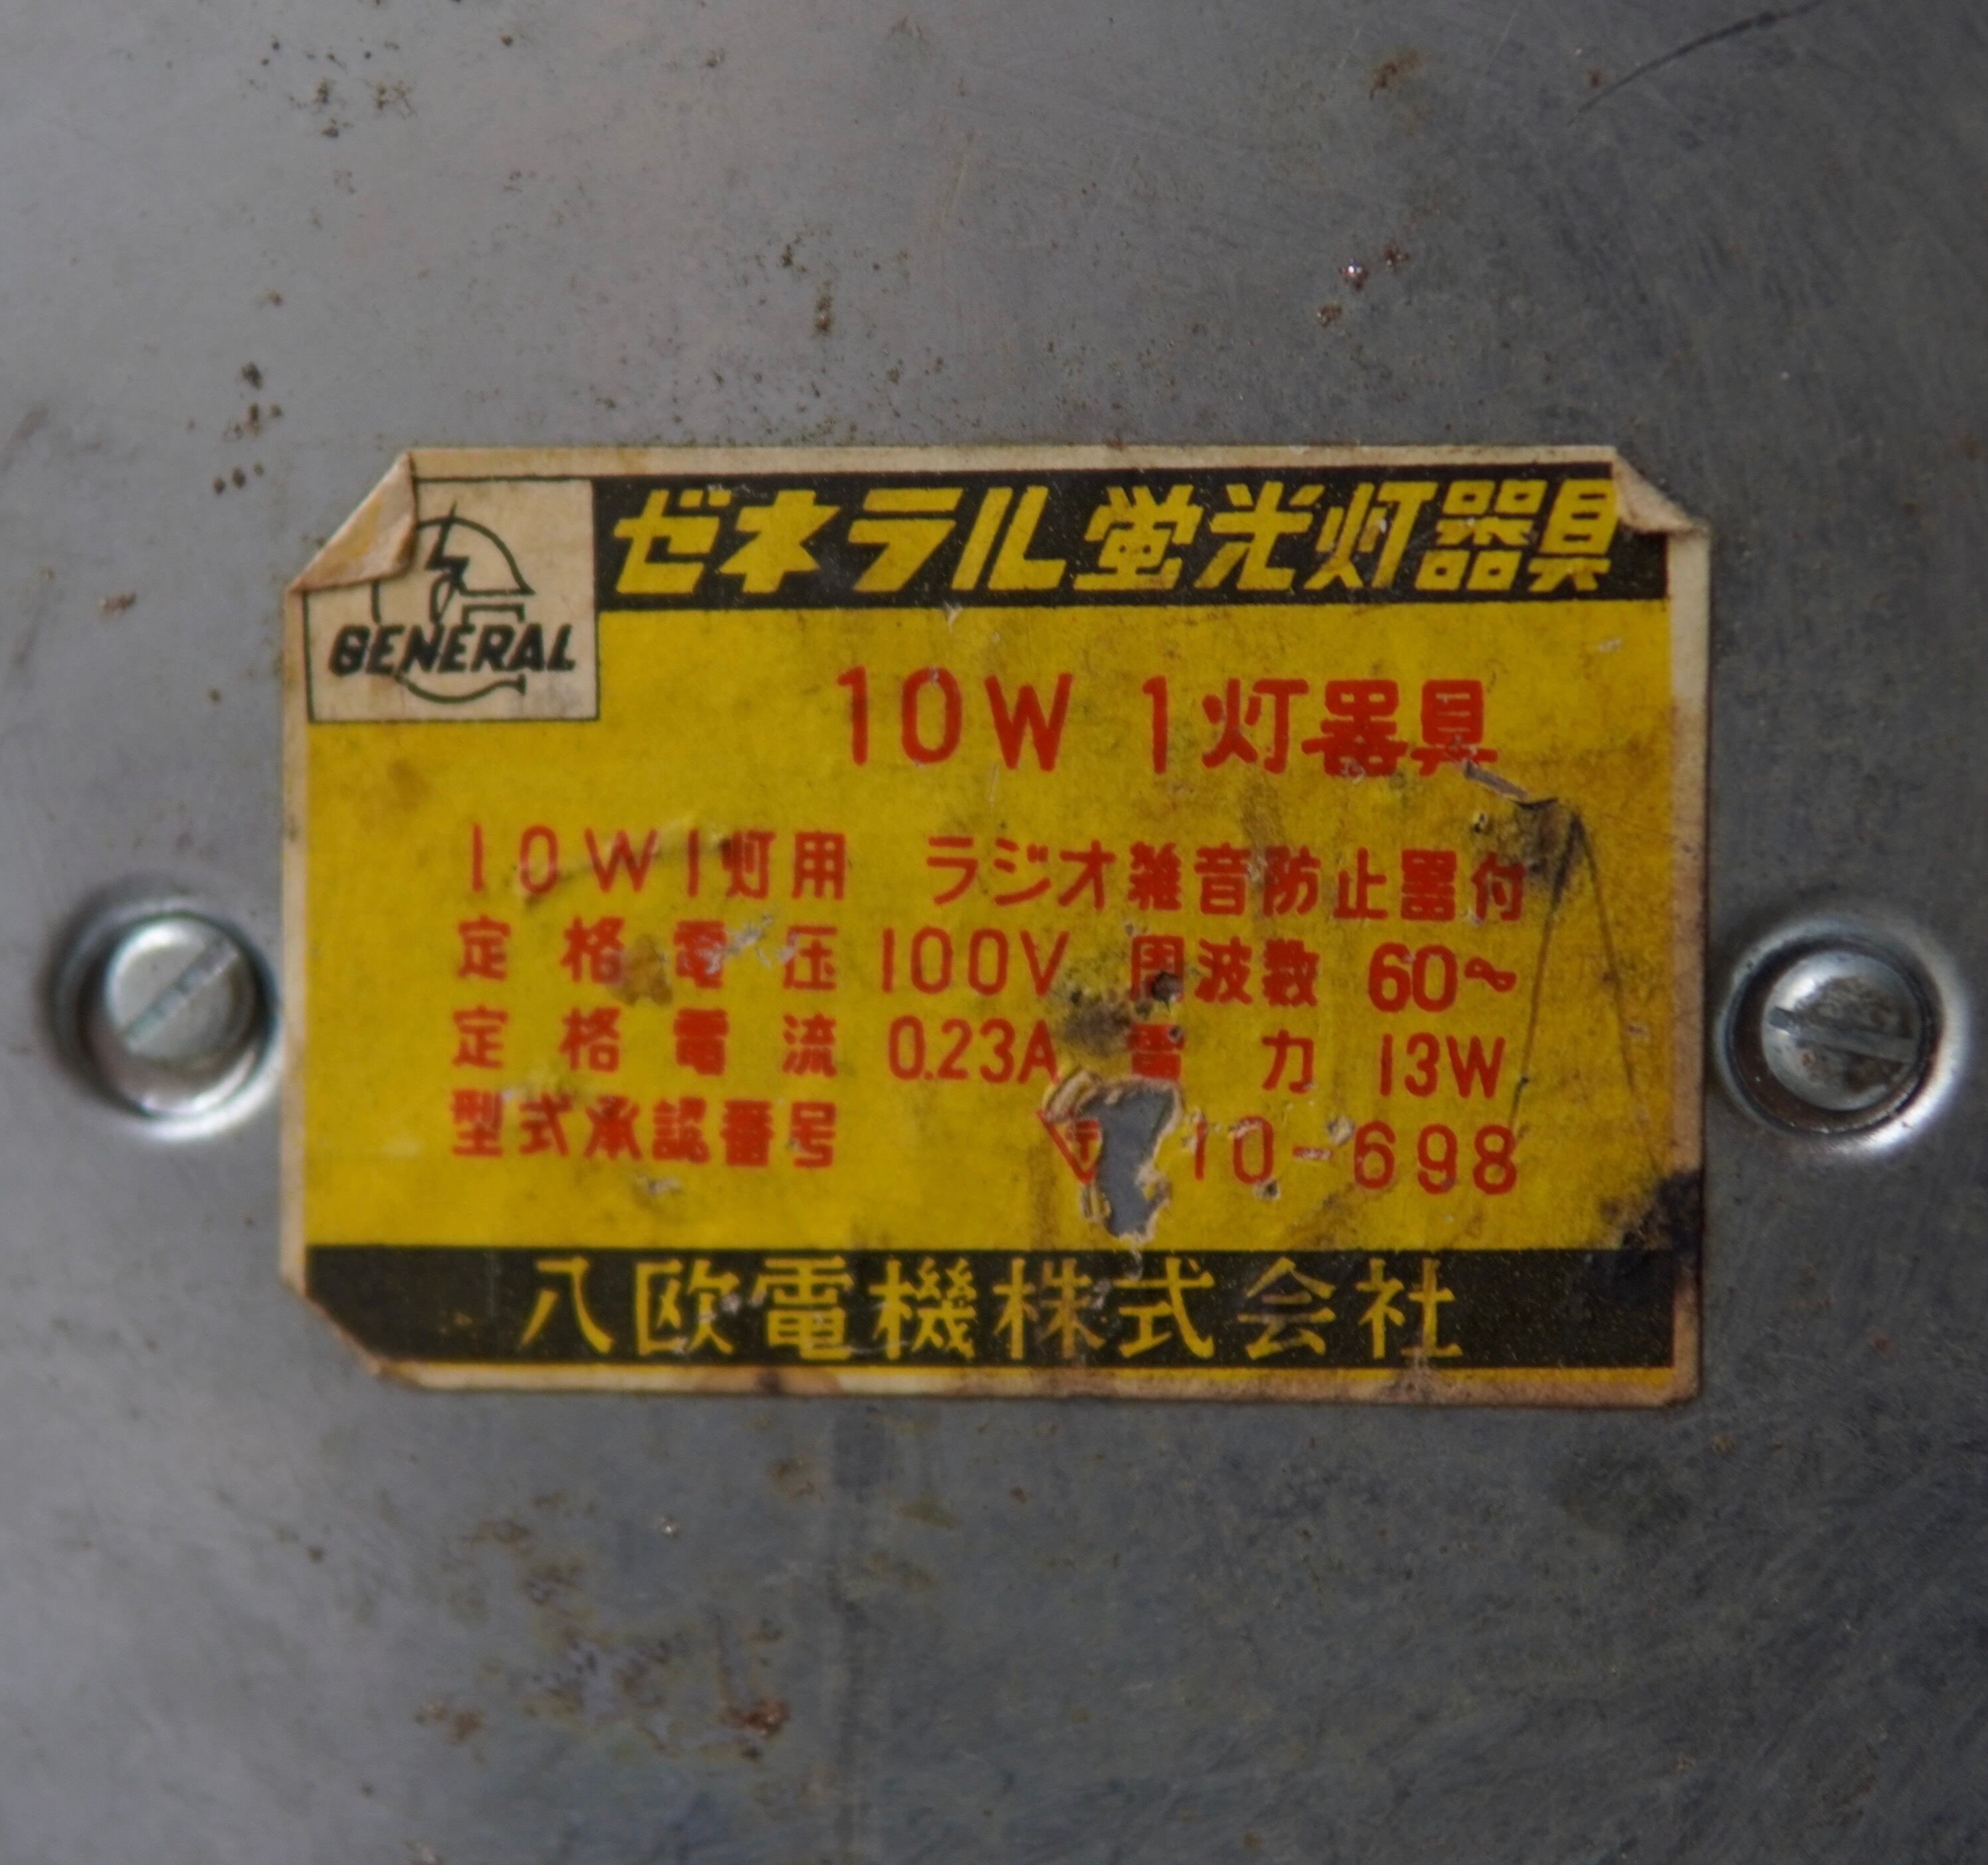 GENERAL
ゼネラル蛍光灯器具
10W 1灯器具
10W1灯用 ラジオ雑音防止器付
定格電圧 100V 周波数 60～
定格電流 0.23A 電力 13W
型式承認番号 〒 10-698
八欧電機株式会社